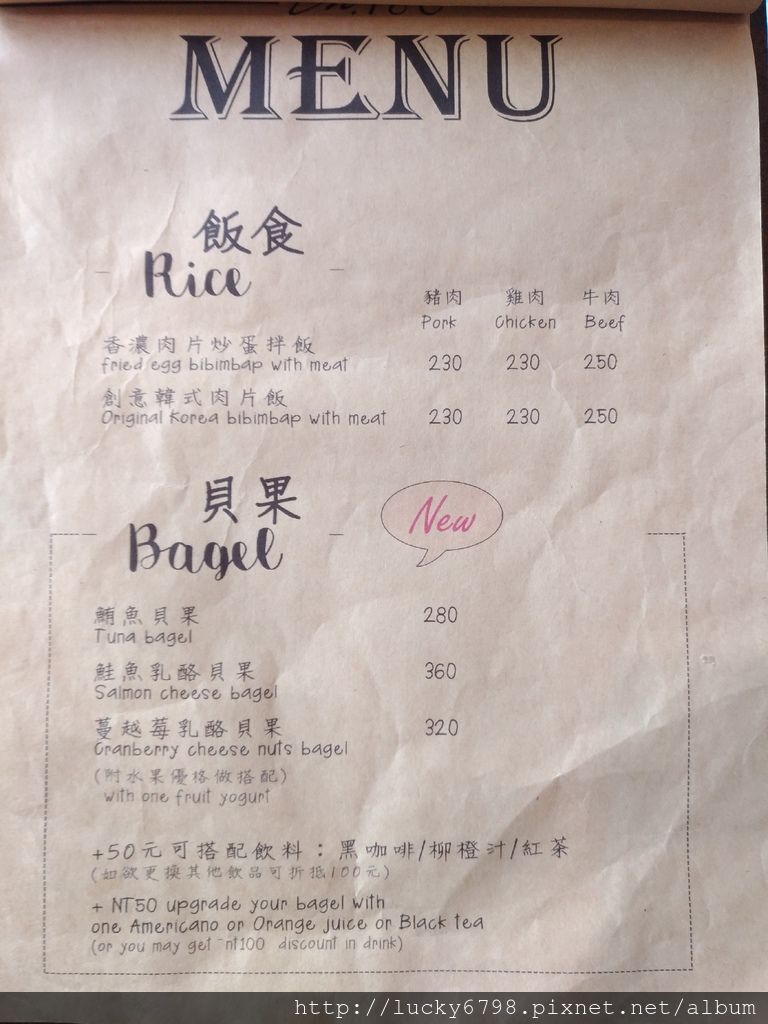 MENU
飯食
Rice
豬肉 雞肉 牛肉
Pork Chicken Beef
香濃肉片炒蛋拌飯
fried egg bibimbap with meat 230 230 250
創意韓式肉片飯
Original Korea bibimbap with meat 230 230 250
貝果
Bagel
New
鮪魚貝果 280
Tuna bagel
鮭魚乳酪貝果 360
Salmon cheese bagel
蔓越莓乳酪貝果 320
Cranberry cheese nuts bagel
(附水果優格做搭配)
with one fruit yogurt
+50元可搭配飲料：黑咖啡/柳橙汁/紅茶
(如欲更換其他飲品可折抵100元)
+ NT50 upgrade your bagel with
one Americano or Orange juice or Black tea
(or you may get -nt100 discount in drink)
http://lucky6798.pixnet.net/album